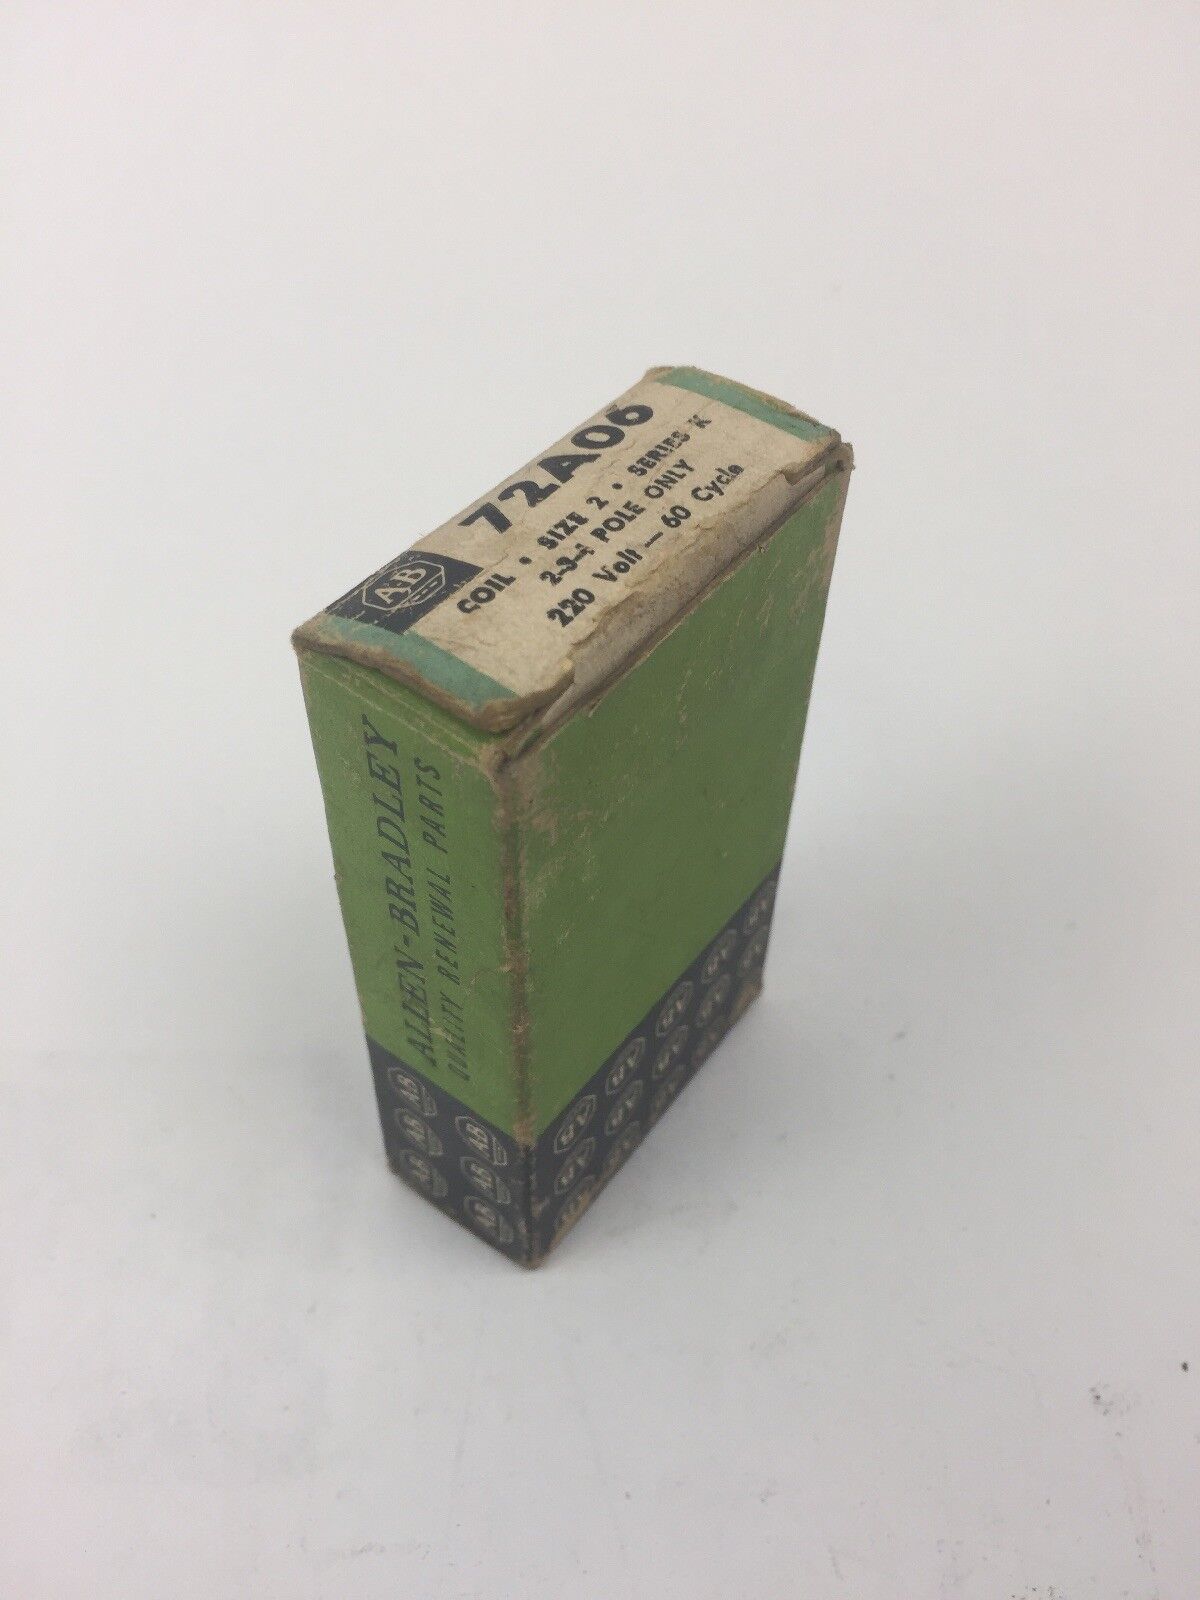 72A06
COIL • SIZE 2 • SERIES K
2-3-4 POLE ONLY
220 Volt — 60 Cycle
A-B
ALLEN-BRADLEY
QUALITY RENEWAL PARTS
A-B
A-B
A-B
A-B
A-B
A-B